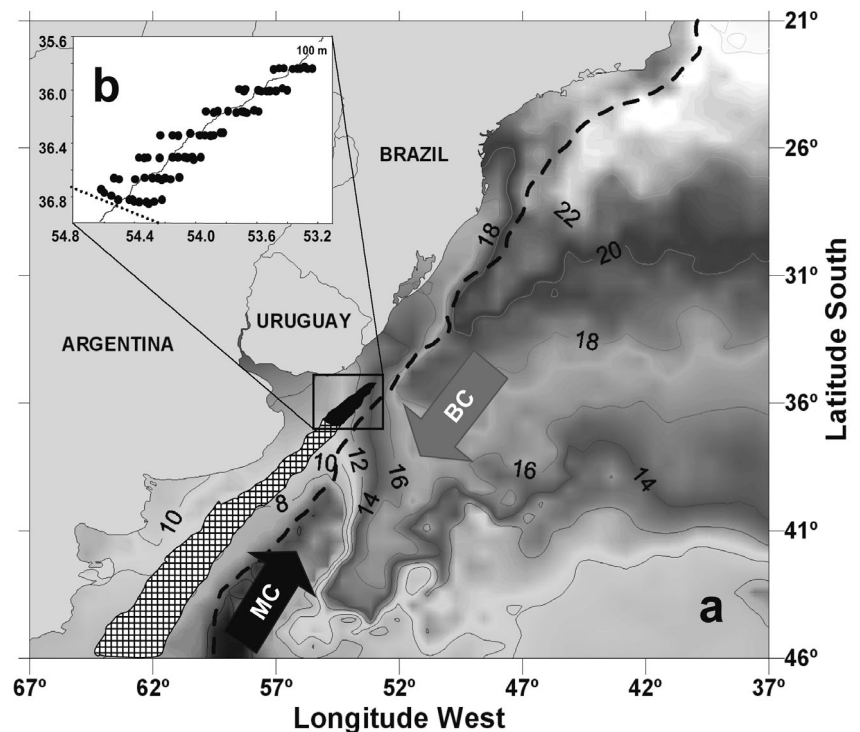 21º
35.6
100 m
b
36.0
36.4
36.8
54.8
54.4
54.0
53.6
53.2
BRAZIL
26º
22
18
20
31º
URUGUAY
ARGENTINA
18
Latitude South
36º
BC
10
12
16
16
14
8
14
10
41º
MC
a
46º
67º
62º
57º
52º
47º
42º
37º
Longitude West